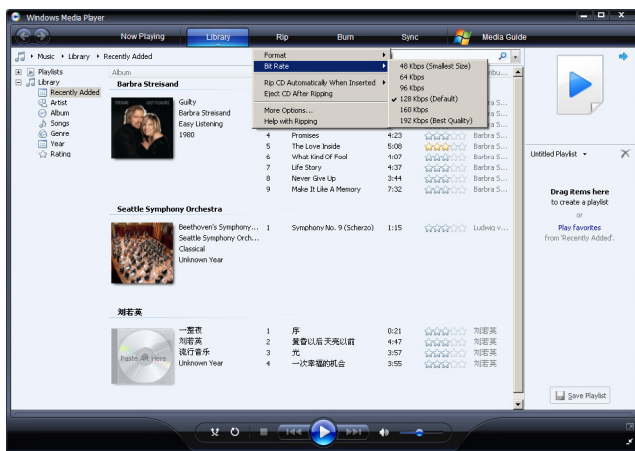 Windows Media Player
Now Playing Library Rip Burn Sync Media Guide
Music Library Recently Added
Format
Bit Rate
Rip CD Automatically When Inserted
Eject CD After Ripping
More Options...
Help with Ripping
48 Kbps (Smallest Size)
64 Kbps
96 Kbps
128 Kbps (Default)
160 Kbps
192 Kbps (Best Quality)
Playlists
Library
Recently Added
Artist
Album
Songs
Genre
Year
Rating
Album
Barbra Streisand
Guilty
Barbra Streisand
Easy Listening
1980
4 Promises 4:23 Barbra S...
5 The Love Inside 5:08 Barbra S...
6 What Kind Of Fool 4:07 Barbra S...
7 Life Story 4:37 Barbra S...
8 Never Give Up 3:44 Barbra S...
9 Make It Like A Memory 7:32 Barbra S...
Seattle Symphony Orchestra
Beethoven's Symphony... 1 Symphony No. 9 (Scherzo) 1:15 Ludwig v...
Seattle Symphony Orch...
Classical
Unknown Year
刘若英
一整夜 1 序 0:21 刘若英
刘若英 2 黄昏以后天亮以前 4:47 刘若英
流行音乐 3 光 3:57 刘若英
Unknown Year 4 一次幸福的机会 3:55 刘若英
Paste Art Here
Untitled Playlist
Drag items here
to create a playlist
or
Play favorites
from 'Recently Added'.
Save Playlist